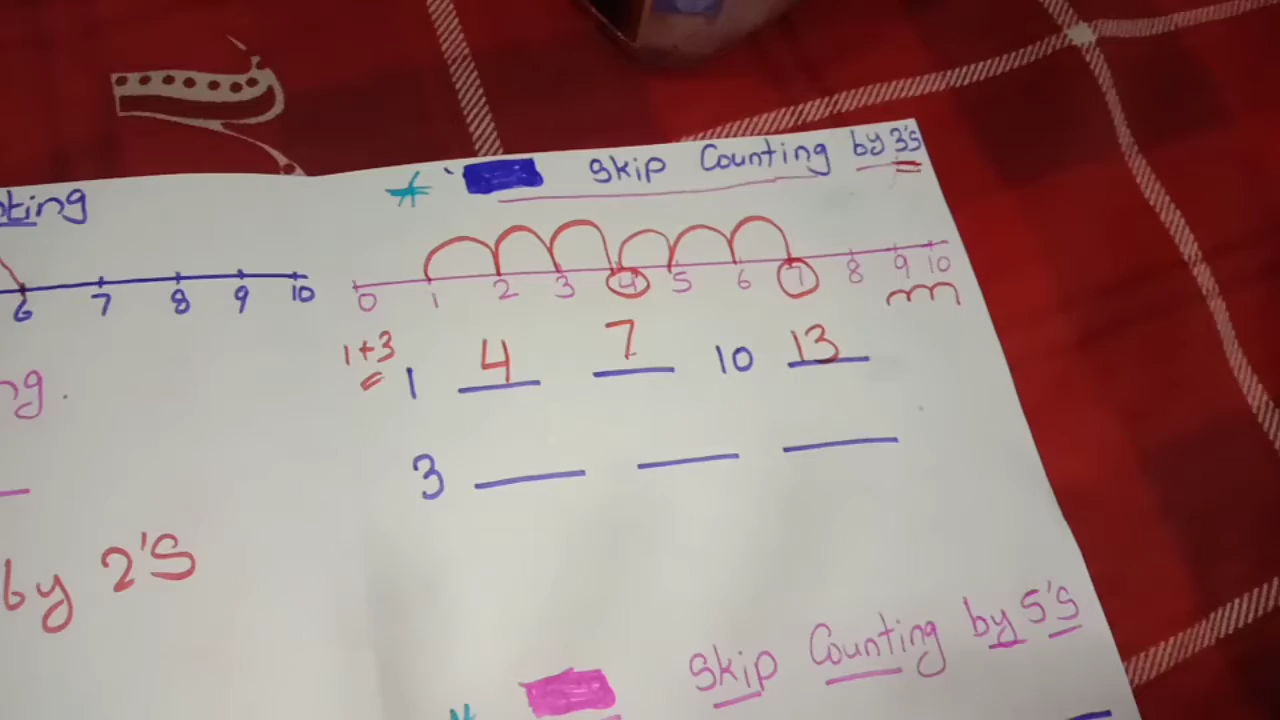 ting
Skip Counting by 3's
6 7 8 9 10
0 1 2 3 4 5 6 7 8 9 10
1+3
1 4 7 10 13
ng.
3
by 2's
Skip Counting by 5's